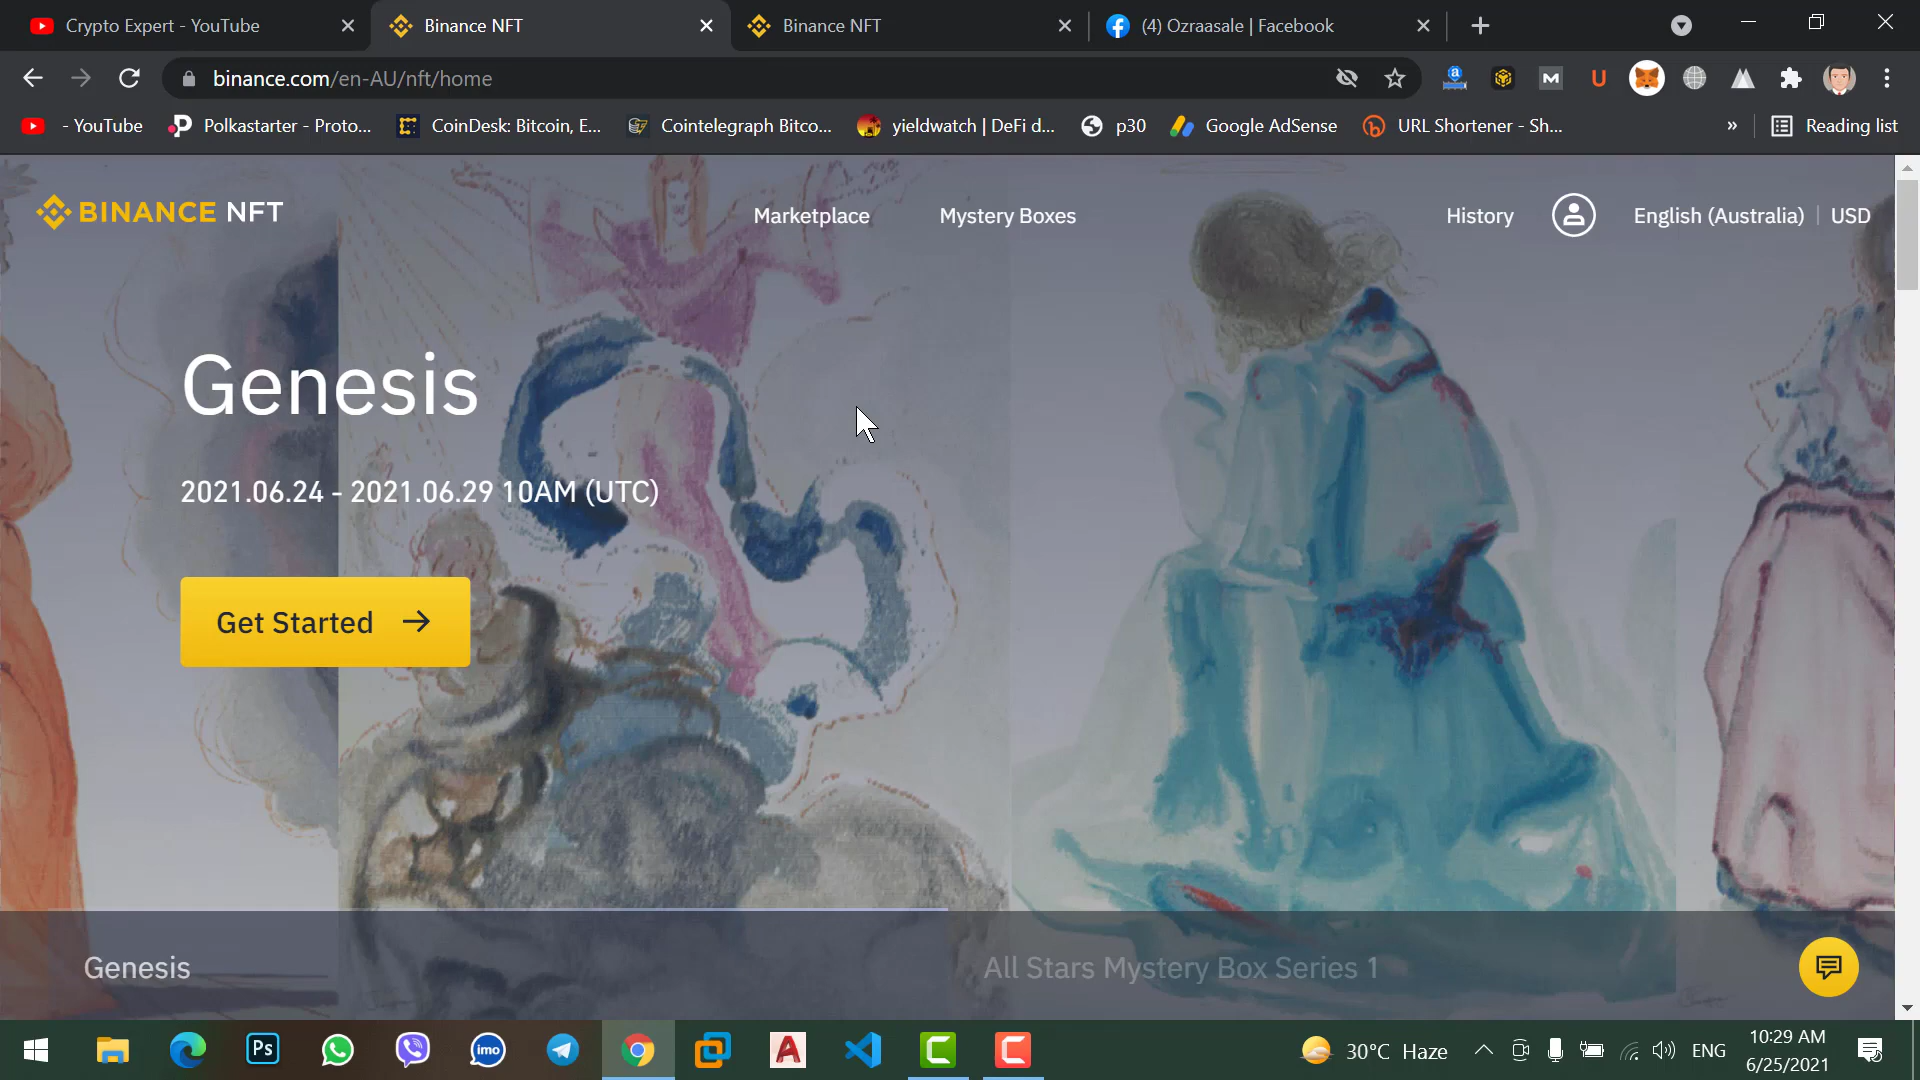 Crypto Expert - YouTube
Binance NFT
Binance NFT
(4) Ozraasale | Facebook
binance.com/en-AU/nft/home
- YouTube
Polkastarter - Proto...
CoinDesk: Bitcoin, E...
Cointelegraph Bitco...
yieldwatch | DeFi d...
p30
Google AdSense
URL Shortener - Sh...
»
Reading list
BINANCE NFT
Marketplace
Mystery Boxes
History
English (Australia) | USD
Genesis
2021.06.24 - 2021.06.29 10AM (UTC)
Get Started →
Genesis
All Stars Mystery Box Series 1
Ps
imo
30°C Haze
ENG
10:29 AM
6/25/2021